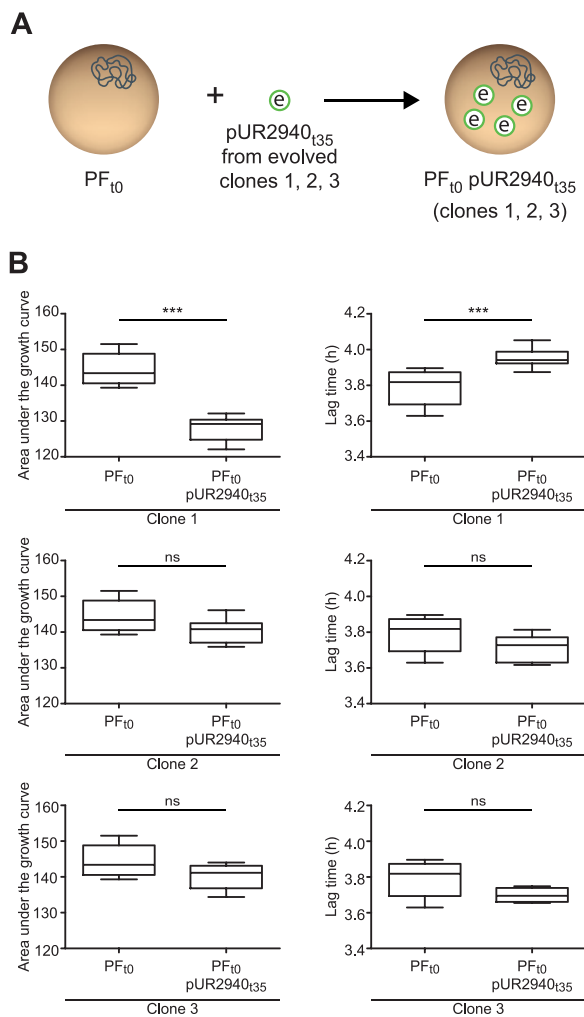 A
+
e
e
e
e
e
PFt0
pUR2940t35
from evolved
clones 1, 2, 3
PFt0 pUR2940t35
(clones 1, 2, 3)
B
Area under the growth curve
160
150
140
130
120
***
PFt0
PFt0
pUR2940t35
Clone 1
Lag time (h)
4.2
4.0
3.8
3.6
3.4
***
PFt0
PFt0
pUR2940t35
Clone 1
Area under the growth curve
160
150
140
130
120
ns
PFt0
PFt0
pUR2940t35
Clone 2
Lag time (h)
4.2
4.0
3.8
3.6
3.4
ns
PFt0
PFt0
pUR2940t35
Clone 2
Area under the growth curve
160
150
140
130
120
ns
PFt0
PFt0
pUR2940t35
Clone 3
Lag time (h)
4.2
4.0
3.8
3.6
3.4
ns
PFt0
PFt0
pUR2940t35
Clone 3